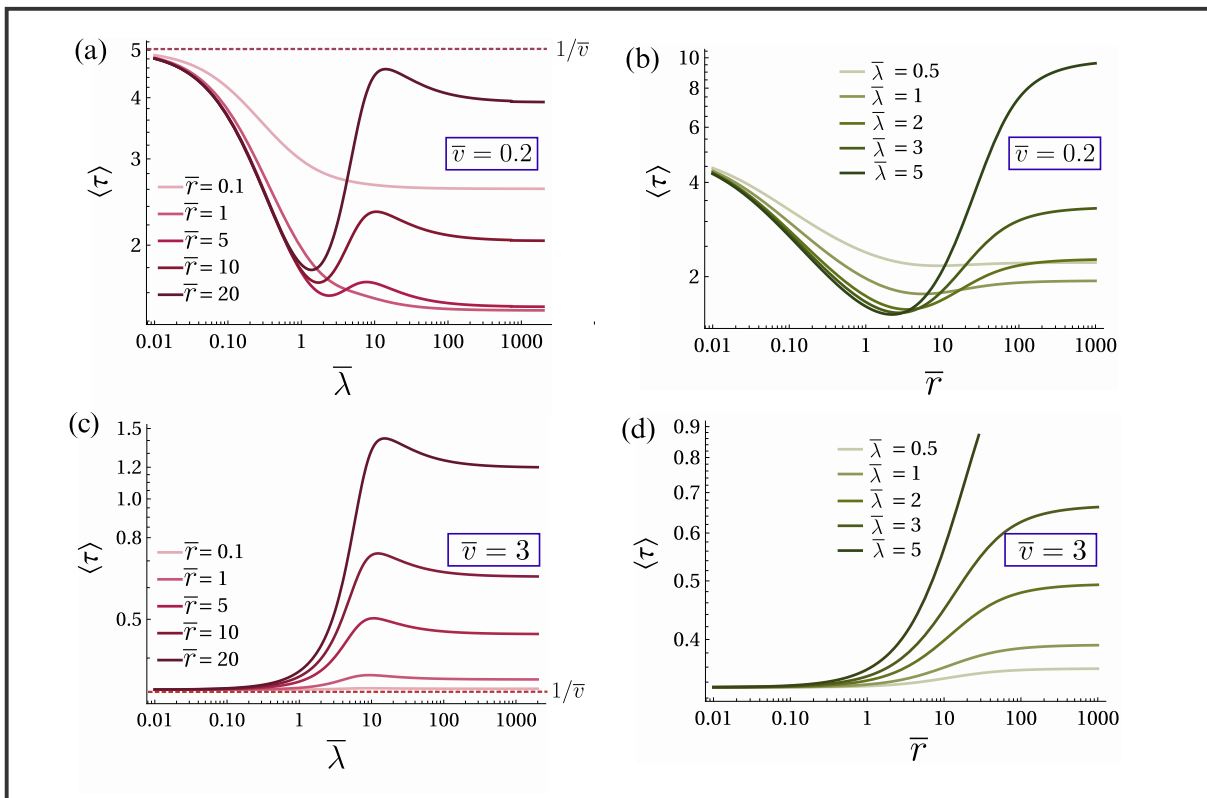 (a)
5
4
3
2
⟨τ⟩
1/v̅
v̅ = 0.2
r̅ = 0.1
r̅ = 1
r̅ = 5
r̅ = 10
r̅ = 20
0.01 0.10 1 10 100 1000
λ̅
(b)
10
8
6
4
2
⟨τ⟩
λ̅ = 0.5
λ̅ = 1
λ̅ = 2
λ̅ = 3
λ̅ = 5
v̅ = 0.2
0.01 0.10 1 10 100 1000
r̅
(c)
1.5
1.2
1.0
0.8
0.5
⟨τ⟩
v̅ = 3
r̅ = 0.1
r̅ = 1
r̅ = 5
r̅ = 10
r̅ = 20
1/v̅
0.01 0.10 1 10 100 1000
λ̅
(d)
0.9
0.8
0.7
0.6
0.5
0.4
⟨τ⟩
λ̅ = 0.5
λ̅ = 1
λ̅ = 2
λ̅ = 3
λ̅ = 5
v̅ = 3
0.01 0.10 1 10 100 1000
r̅